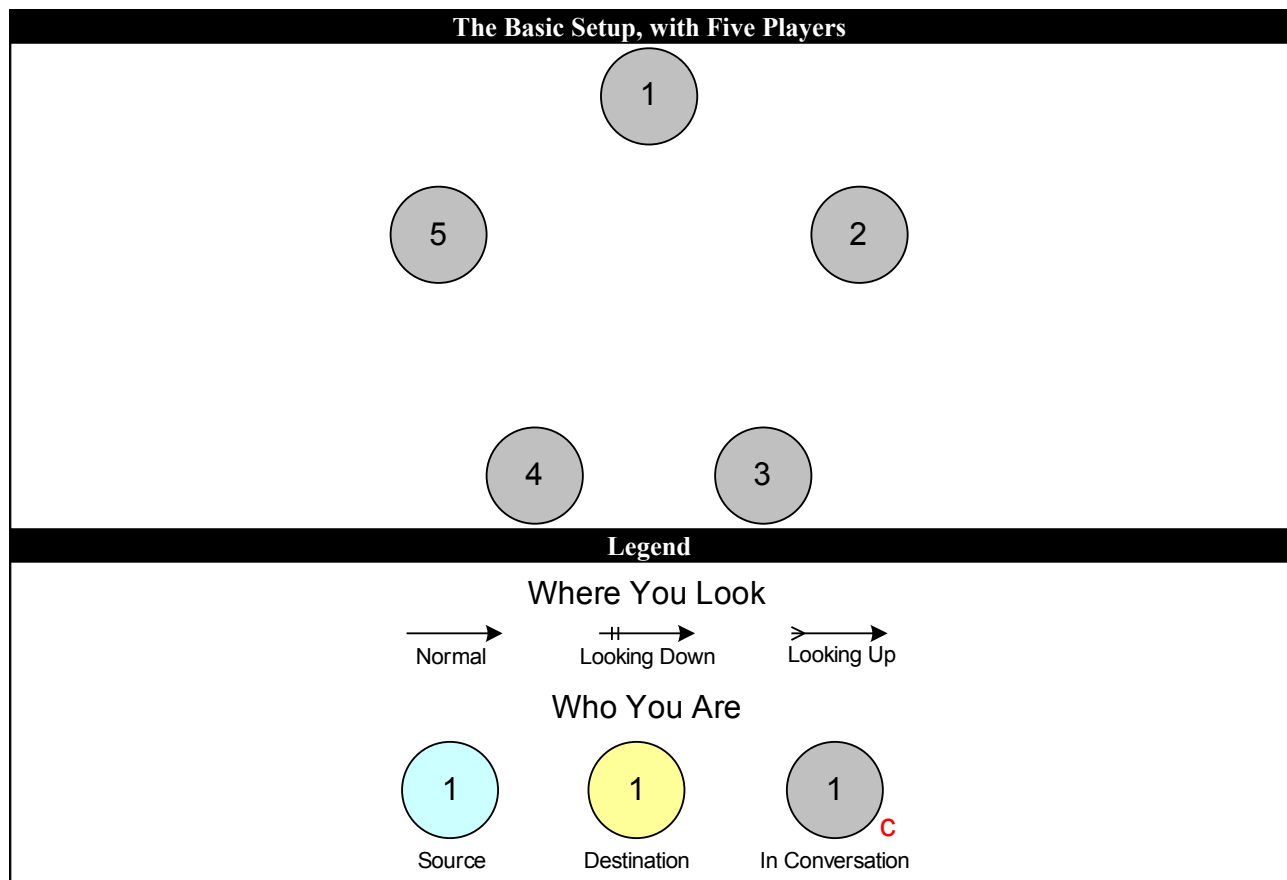 The Basic Setup, with Five Players
1
5 2
4 3
Legend
Where You Look
Normal Looking Down Looking Up
Who You Are
1 1 1
C
Source Destination In Conversation